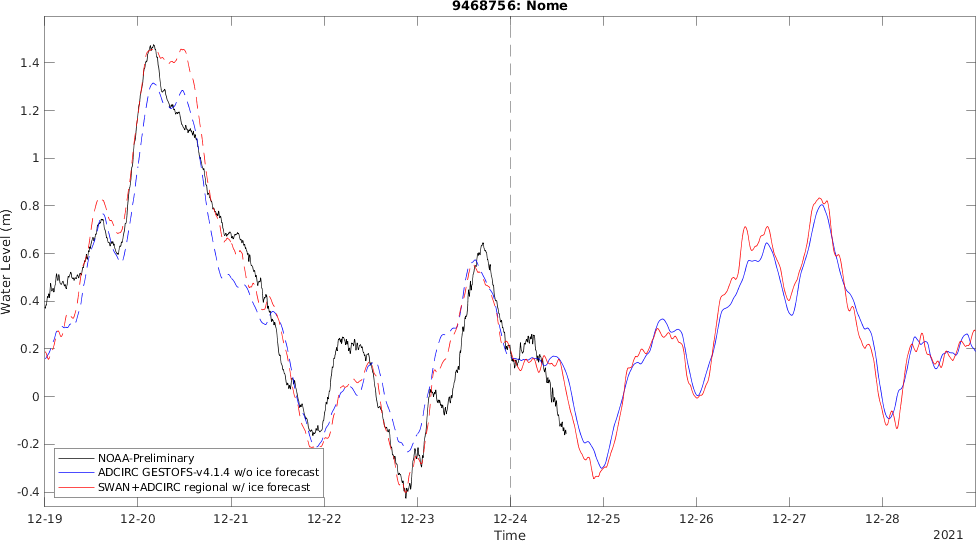 9468756: Nome
1.4
1.2
1
0.8
0.6
0.4
0.2
0
-0.2
-0.4
Water Level (m)
NOAA-Preliminary
ADCIRC GESTOFS-v4.1.4 w/o ice forecast
SWAN+ADCIRC regional w/ ice forecast
12-19 12-20 12-21 12-22 12-23 12-24 12-25 12-26 12-27 12-28
Time
2021